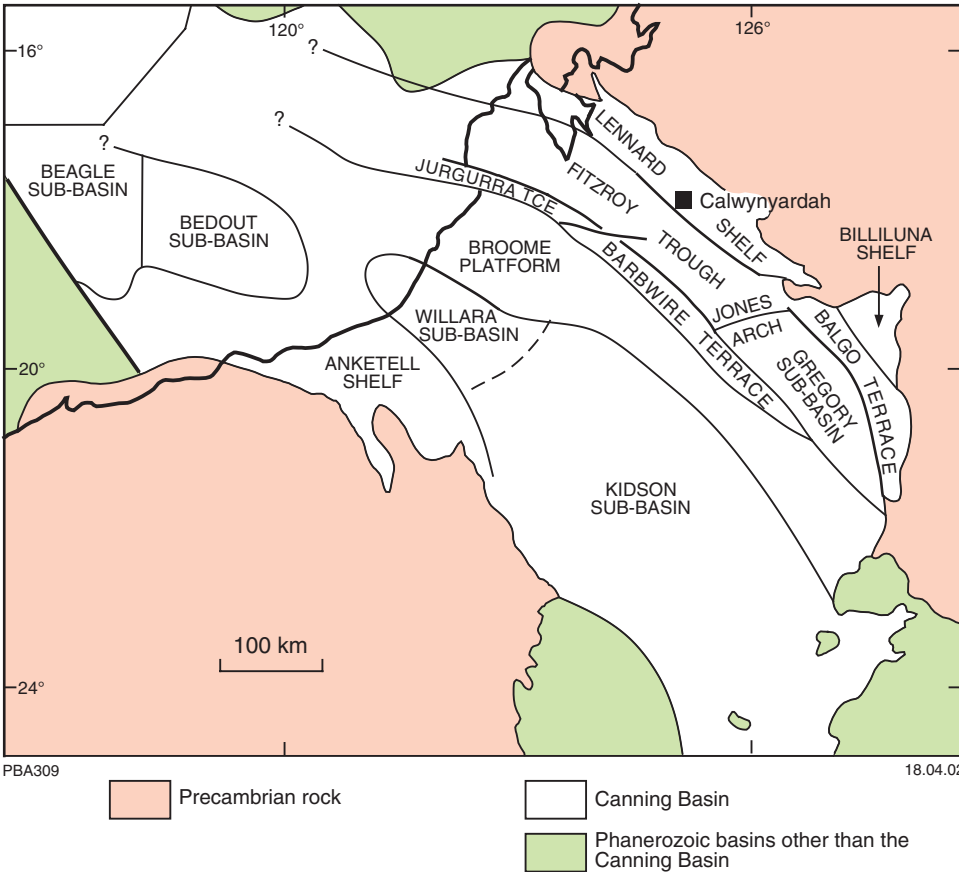 120°
126°
16°
?
?
?
LENNARD
SHELF
FITZROY
TROUGH
Calwynyardah
JURGURRA TCE
BEAGLE
SUB-BASIN
BEDOUT
SUB-BASIN
BROOME
PLATFORM
BARBWIRE TERRACE
BILLILUNA
SHELF
JONES
ARCH
BALGO TERRACE
GREGORY
SUB-BASIN
WILLARA
SUB-BASIN
ANKETELL
SHELF
20°
KIDSON
SUB-BASIN
100 km
24°
PBA309
18.04.02
Precambrian rock
Canning Basin
Phanerozoic basins other than the
Canning Basin